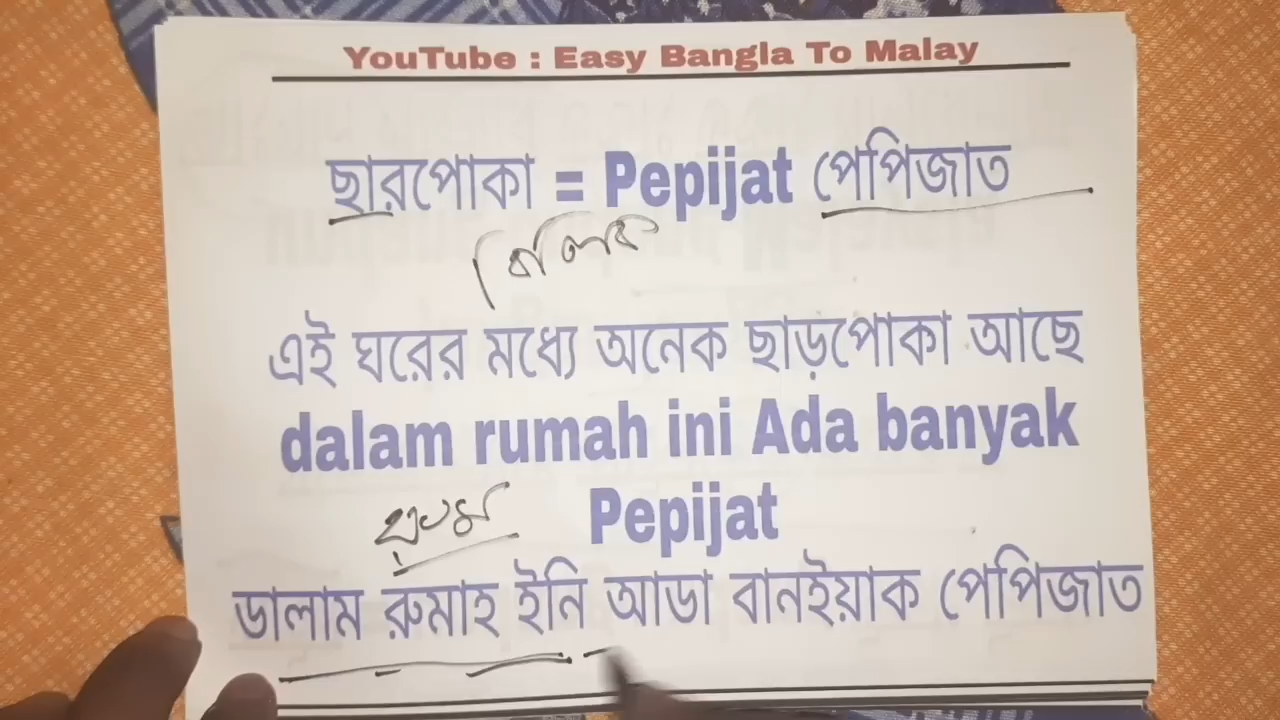 YouTube : Easy Bangla To Malay
ছারপোকা = Pepijat পেপিজাত
এই ঘরের মধ্যে অনেক ছাড়পোকা আছে
dalam rumah ini Ada banyak
Pepijat
ডালাম রুমাহ ইনি আডা বানইয়াক পেপিজাত